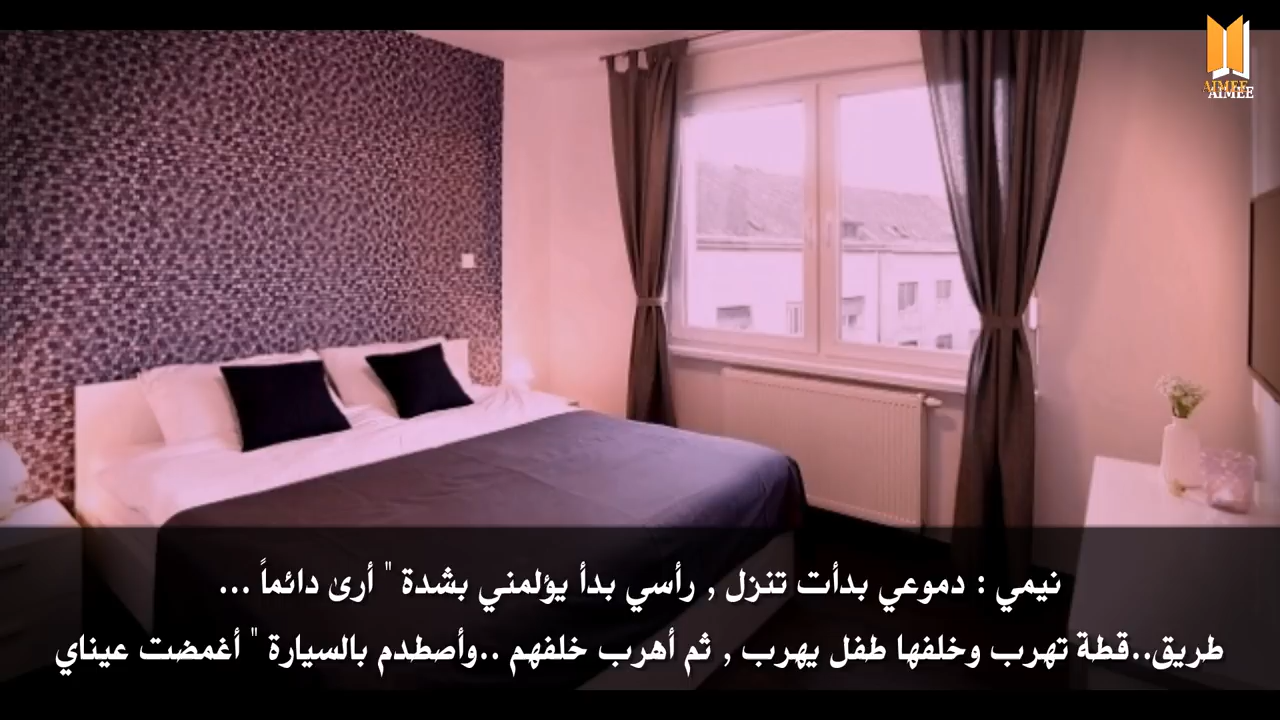 AIMEE
AIMEE
نيمي : دموعي بدأت تنزل , رأسي بدأ يؤلمني بشدة " أرى دائماً ...
طريق..قطة تهرب وخلفها طفل يهرب , ثم أهرب خلفهم ..وأصطدم بالسيارة " أغمضت عيناي